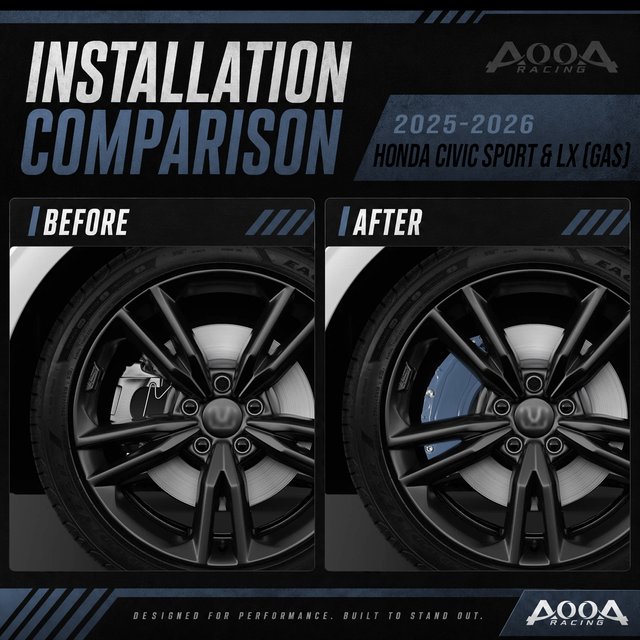 INSTALLATION
COMPARISON
AOOA
RACING
2025-2026
HONDA CIVIC SPORT & LX (GAS)
BEFORE
AFTER
DESIGNED FOR PERFORMANCE. BUILT TO STAND OUT.
AOOA
RACING